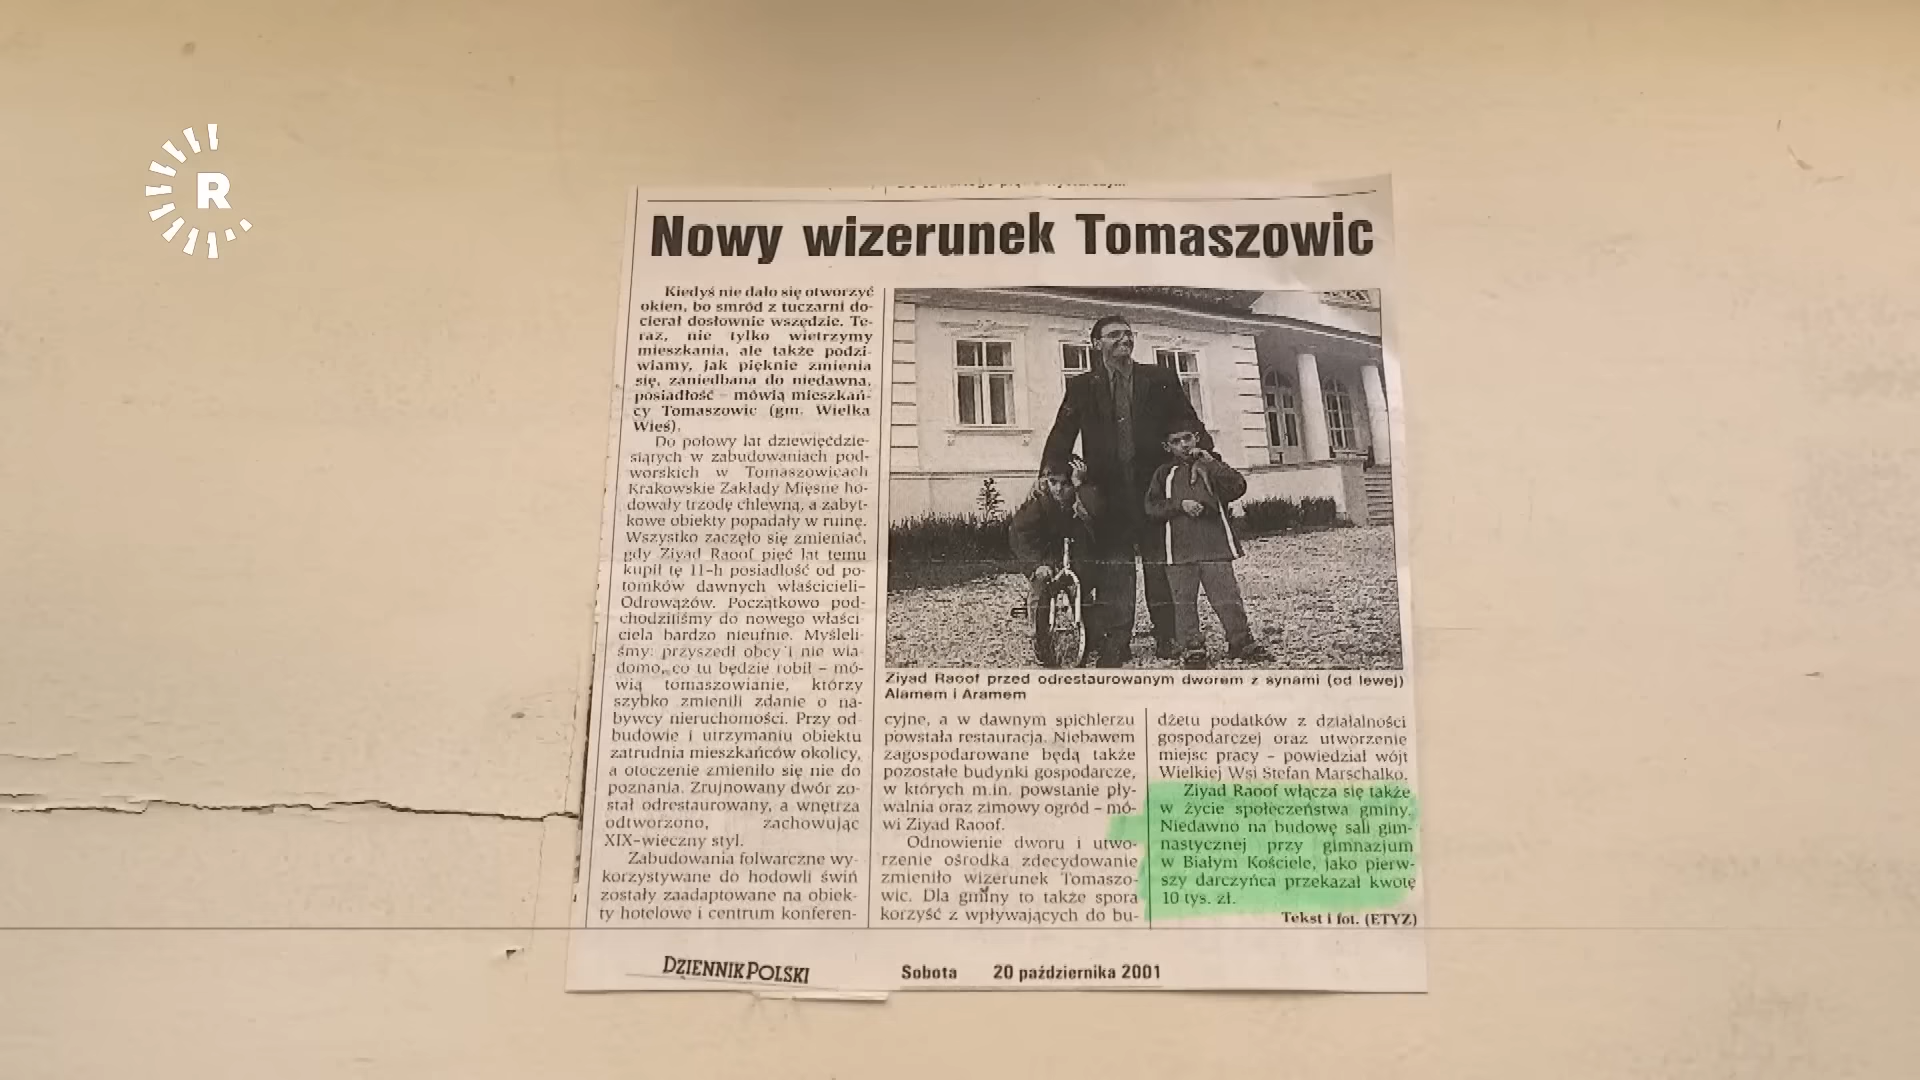 R
Nowy wizerunek Tomaszowic
Kiedyś nie dało się otworzyć
okien, bo smród z tuczarni do-
cierał dosłownie wszędzie. Te-
raz, nie tylko wietrzymy
mieszkania, ale także podzi-
wiamy, jak pięknie zmienia
się, zaniedbana do niedawna,
posiadłość – mówią mieszkań-
cy Tomaszowic (gm. Wielka
Wieś).
Do połowy lat dziewięćdzie-
siątych w zabudowaniach pod-
worskich w Tomaszowicach
Krakowskie Zakłady Mięsne ho-
dowały trzodę chlewną, a zabyt-
kowe obiekty popadały w ruinę.
Wszystko zaczęło się zmieniać,
gdy Ziyad Raoof pięć lat temu
kupił tę 11-h posiadłość od po-
tomków dawnych właścicieli-
Odrowążów. Początkowo pod-
chodziliśmy do nowego właści-
ciela bardzo nieufnie. Myśleli-
śmy: przyszedł obcy i nie wia-
domo, co tu będzie robił – mó-
wią tomaszowianie, którzy
szybko zmienili zdanie o na-
bywcy nieruchomości. Przy od-
budowie i utrzymaniu obiektu
zatrudnia mieszkańców okolicy,
a otoczenie zmieniło się nie do
poznania. Zrujnowany dwór zo-
stał odrestaurowany, a wnętrza
odtworzono, zachowując
XIX-wieczny styl.
Zabudowania folwarczne wy-
korzystywane do hodowli świń
zostały zaadaptowane na obiek-
ty hotelowe i centrum konferen-
Ziyad Raoof przed odrestaurowanym dworem z synami (od lewej)
Alamem i Aramem
cyjne, a w dawnym spichlerzu
powstała restauracja. Niebawem
zagospodarowane będą także
pozostałe budynki gospodarcze,
w których m.in. powstanie pły-
walnia oraz zimowy ogród – mó-
wi Ziyad Raoof.
Odnowienie dworu i utwo-
rzenie ośrodka zdecydowanie
zmieniło wizerunek Tomaszo-
wic. Dla gminy to także spora
korzyść z wpływających do bu-
dżetu podatków z działalności
gospodarczej oraz utworzenie
miejsc pracy – powiedział wójt
Wielkiej Wsi Stefan Marschalko.
Ziyad Raoof włącza się także
w życie społeczeństwa gminy.
Niedawno na budowę sali gim-
nastycznej przy gimnazjum
w Białym Kościele, jako pierw-
szy darczyńca przekazał kwotę
10 tys. zł.
Tekst i fot. (ETYZ)
DZIENNIK POLSKI
Sobota 20 października 2001